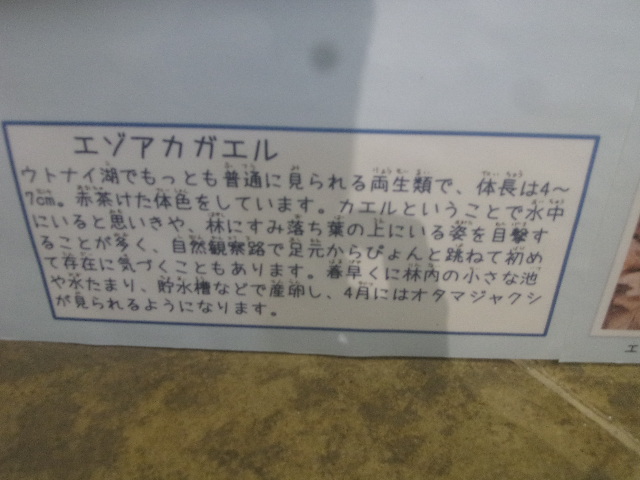 エゾアカガエル
ウトナイ湖でもっとも普通に見られる両生類で、体長は4～
7cm。赤茶けた体色をしています。カエルということで水中
にいると思いきや、林にすみ落ち葉の上にいる姿を目撃す
ることが多く、自然観察路で足元からぴょんと跳ねて初め
て存在に気づくこともあります。春早くに林内の小さな池
や水たまり、貯水槽などで産卵し、4月にはオタマジャクシ
が見られるようになります。
エ